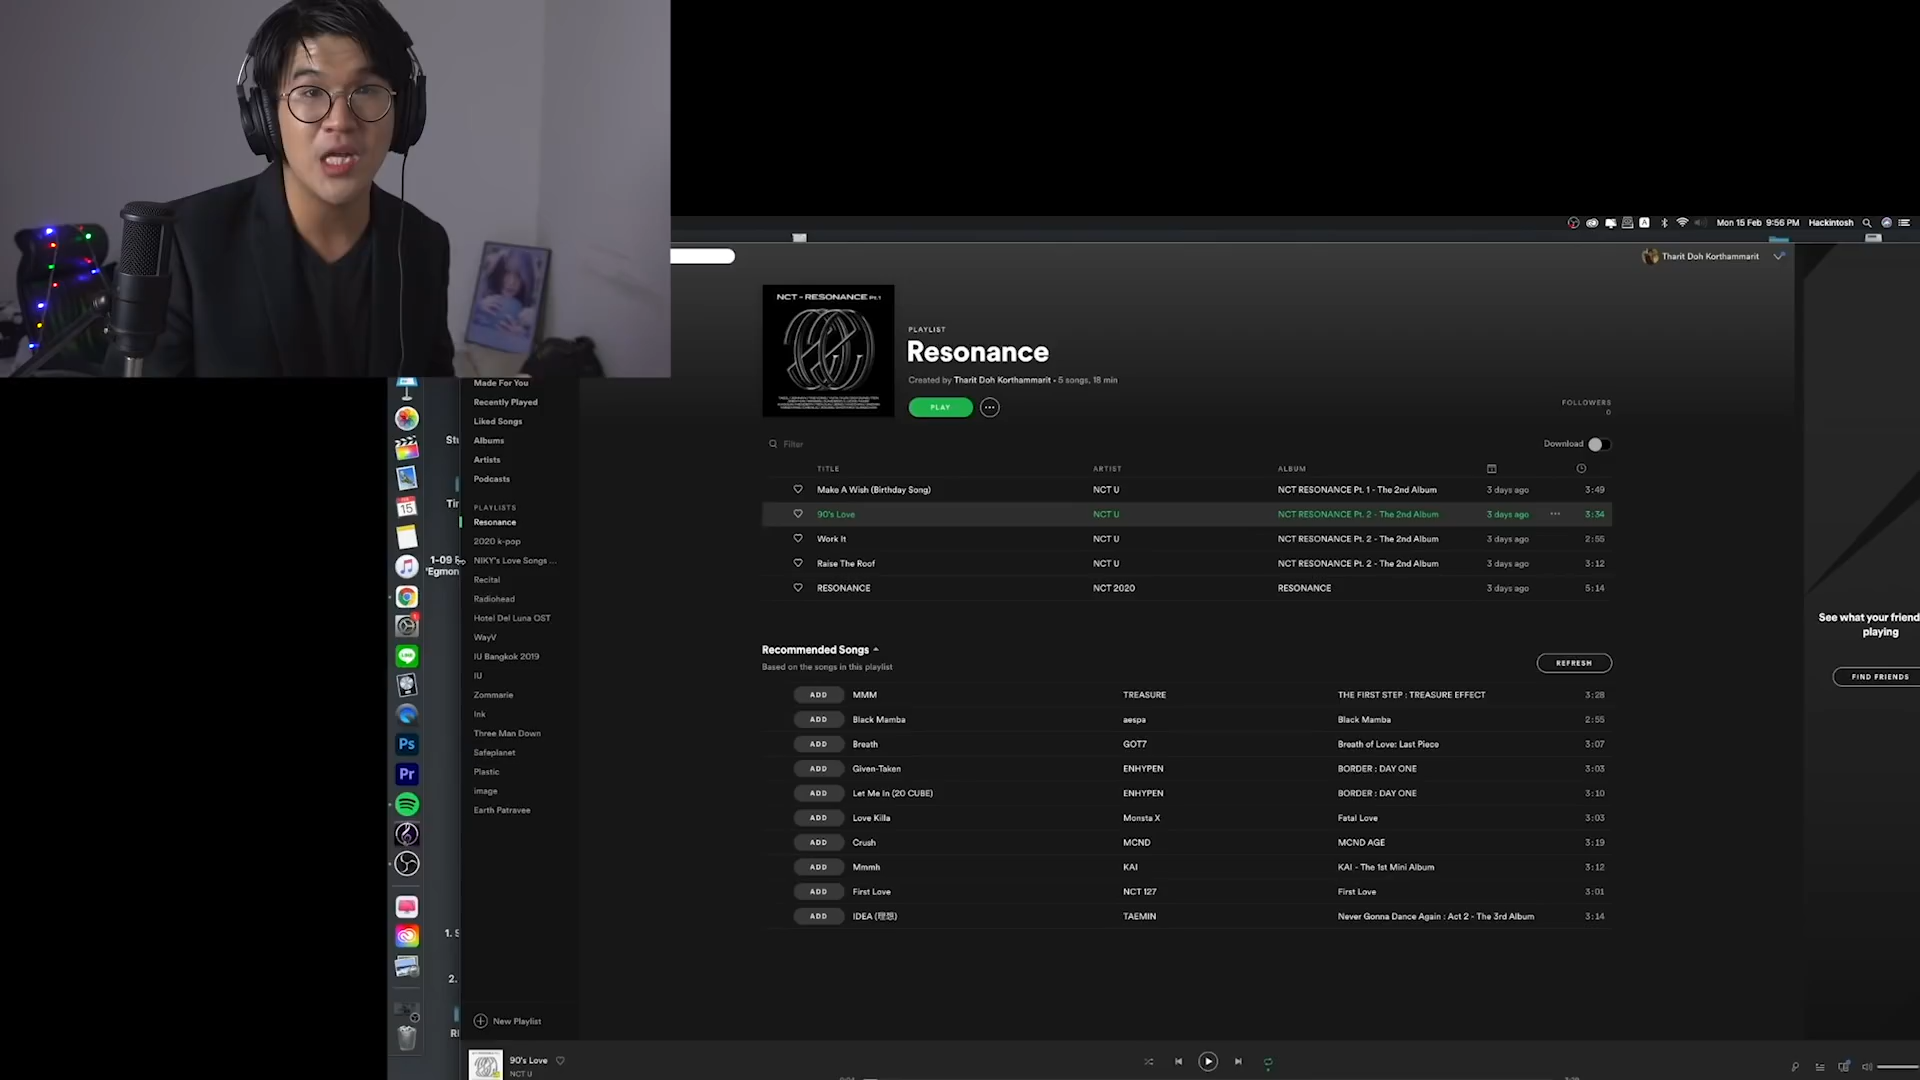 Mon 15 Feb 9:56 PM Hackintosh
Tharit Doh Korthammarit
NCT - RESONANCE Pt.1
PLAYLIST
Resonance
Created by Tharit Doh Korthammarit • 5 songs, 18 min
PLAY
FOLLOWERS
0
Filter
Download
TITLE ARTIST ALBUM
Make A Wish (Birthday Song) NCT U NCT RESONANCE Pt. 1 - The 2nd Album 3 days ago 3:49
90's Love NCT U NCT RESONANCE Pt. 2 - The 2nd Album 3 days ago 3:34
Work It NCT U NCT RESONANCE Pt. 2 - The 2nd Album 3 days ago 2:55
Raise The Roof NCT U NCT RESONANCE Pt. 2 - The 2nd Album 3 days ago 3:12
RESONANCE NCT 2020 RESONANCE 3 days ago 5:14
Recommended Songs
Based on the songs in this playlist
REFRESH
ADD MMM TREASURE THE FIRST STEP : TREASURE EFFECT 3:28
ADD Black Mamba aespa Black Mamba 2:55
ADD Breath GOT7 Breath of Love: Last Piece 3:07
ADD Given-Taken ENHYPEN BORDER : DAY ONE 3:03
ADD Let Me In (20 CUBE) ENHYPEN BORDER : DAY ONE 3:10
ADD Love Killa Monsta X Fatal Love 3:03
ADD Crush MCND MCND AGE 3:19
ADD Mmmh KAI KAI - The 1st Mini Album 3:12
ADD First Love NCT 127 First Love 3:01
ADD IDEA (理想) TAEMIN Never Gonna Dance Again : Act 2 - The 3rd Album 3:14
Made For You
Recently Played
Liked Songs
Albums
Artists
Podcasts
PLAYLISTS
Resonance
2020 k-pop
NIKY's Love Songs ...
Recital
Radiohead
Hotel Del Luna OST
WayV
IU Bangkok 2019
IU
Zommarie
Ink
Three Man Down
Safeplanet
Plastic
image
Earth Patravee
New Playlist
15
LINE
Ps
Pr
1-09
'Egmon
1. S
2.
See what your friend
playing
FIND FRIENDS
90's Love
NCT U